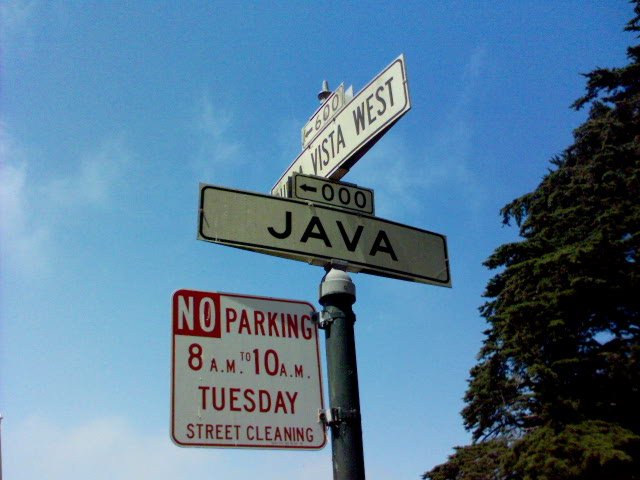 ←600
VISTA WEST
←000
JAVA
NO PARKING
8 A.M. TO 10 A.M.
TUESDAY
STREET CLEANING